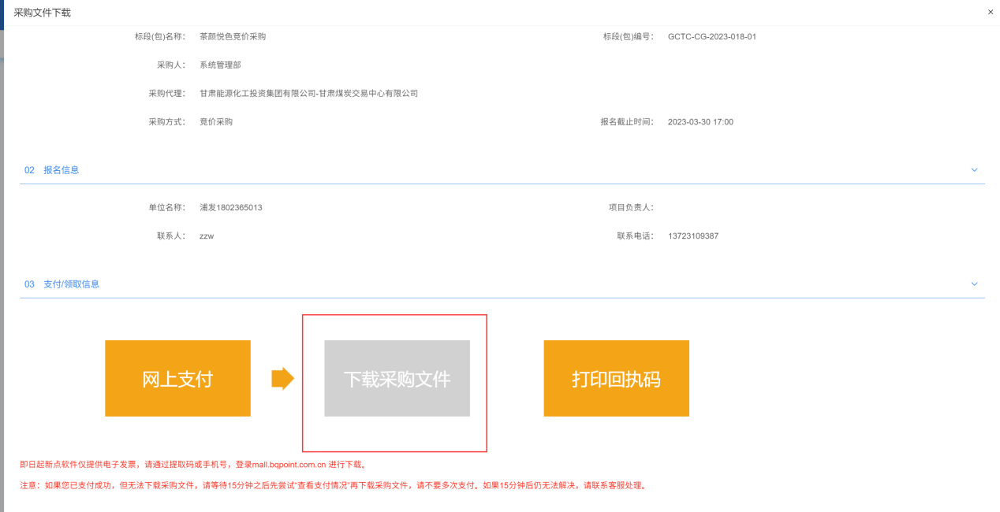 采购文件下载 ×
标段(包)名称： 茶颜悦色竞价采购 标段(包)编号： GCTC-CG-2023-018-01
采购人： 系统管理部
采购代理： 甘肃能源化工投资集团有限公司-甘肃煤炭交易中心有限公司
采购方式： 竞价采购 报名截止时间： 2023-03-30 17:00
02 报名信息
单位名称： 浦发1802365013 项目负责人：
联系人： zzw 联系电话： 13723109387
03 支付/领取信息
网上支付 下载采购文件 打印回执码
即日起新点软件仅提供电子发票，请通过提取码或手机号，登录mall.bqpoint.com.cn 进行下载。
注意：如果您已支付成功，但无法下载采购文件，请等待15分钟之后先尝试"查看支付情况"再下载采购文件，请不要多次支付。如果15分钟后仍无法解决，请联系客服处理。